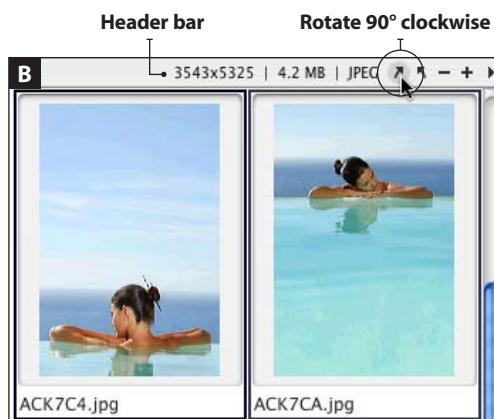 Header bar Rotate 90° clockwise
B 3543x5325 | 4.2 MB | JPEG
ACK7C4.jpg ACK7CA.jpg